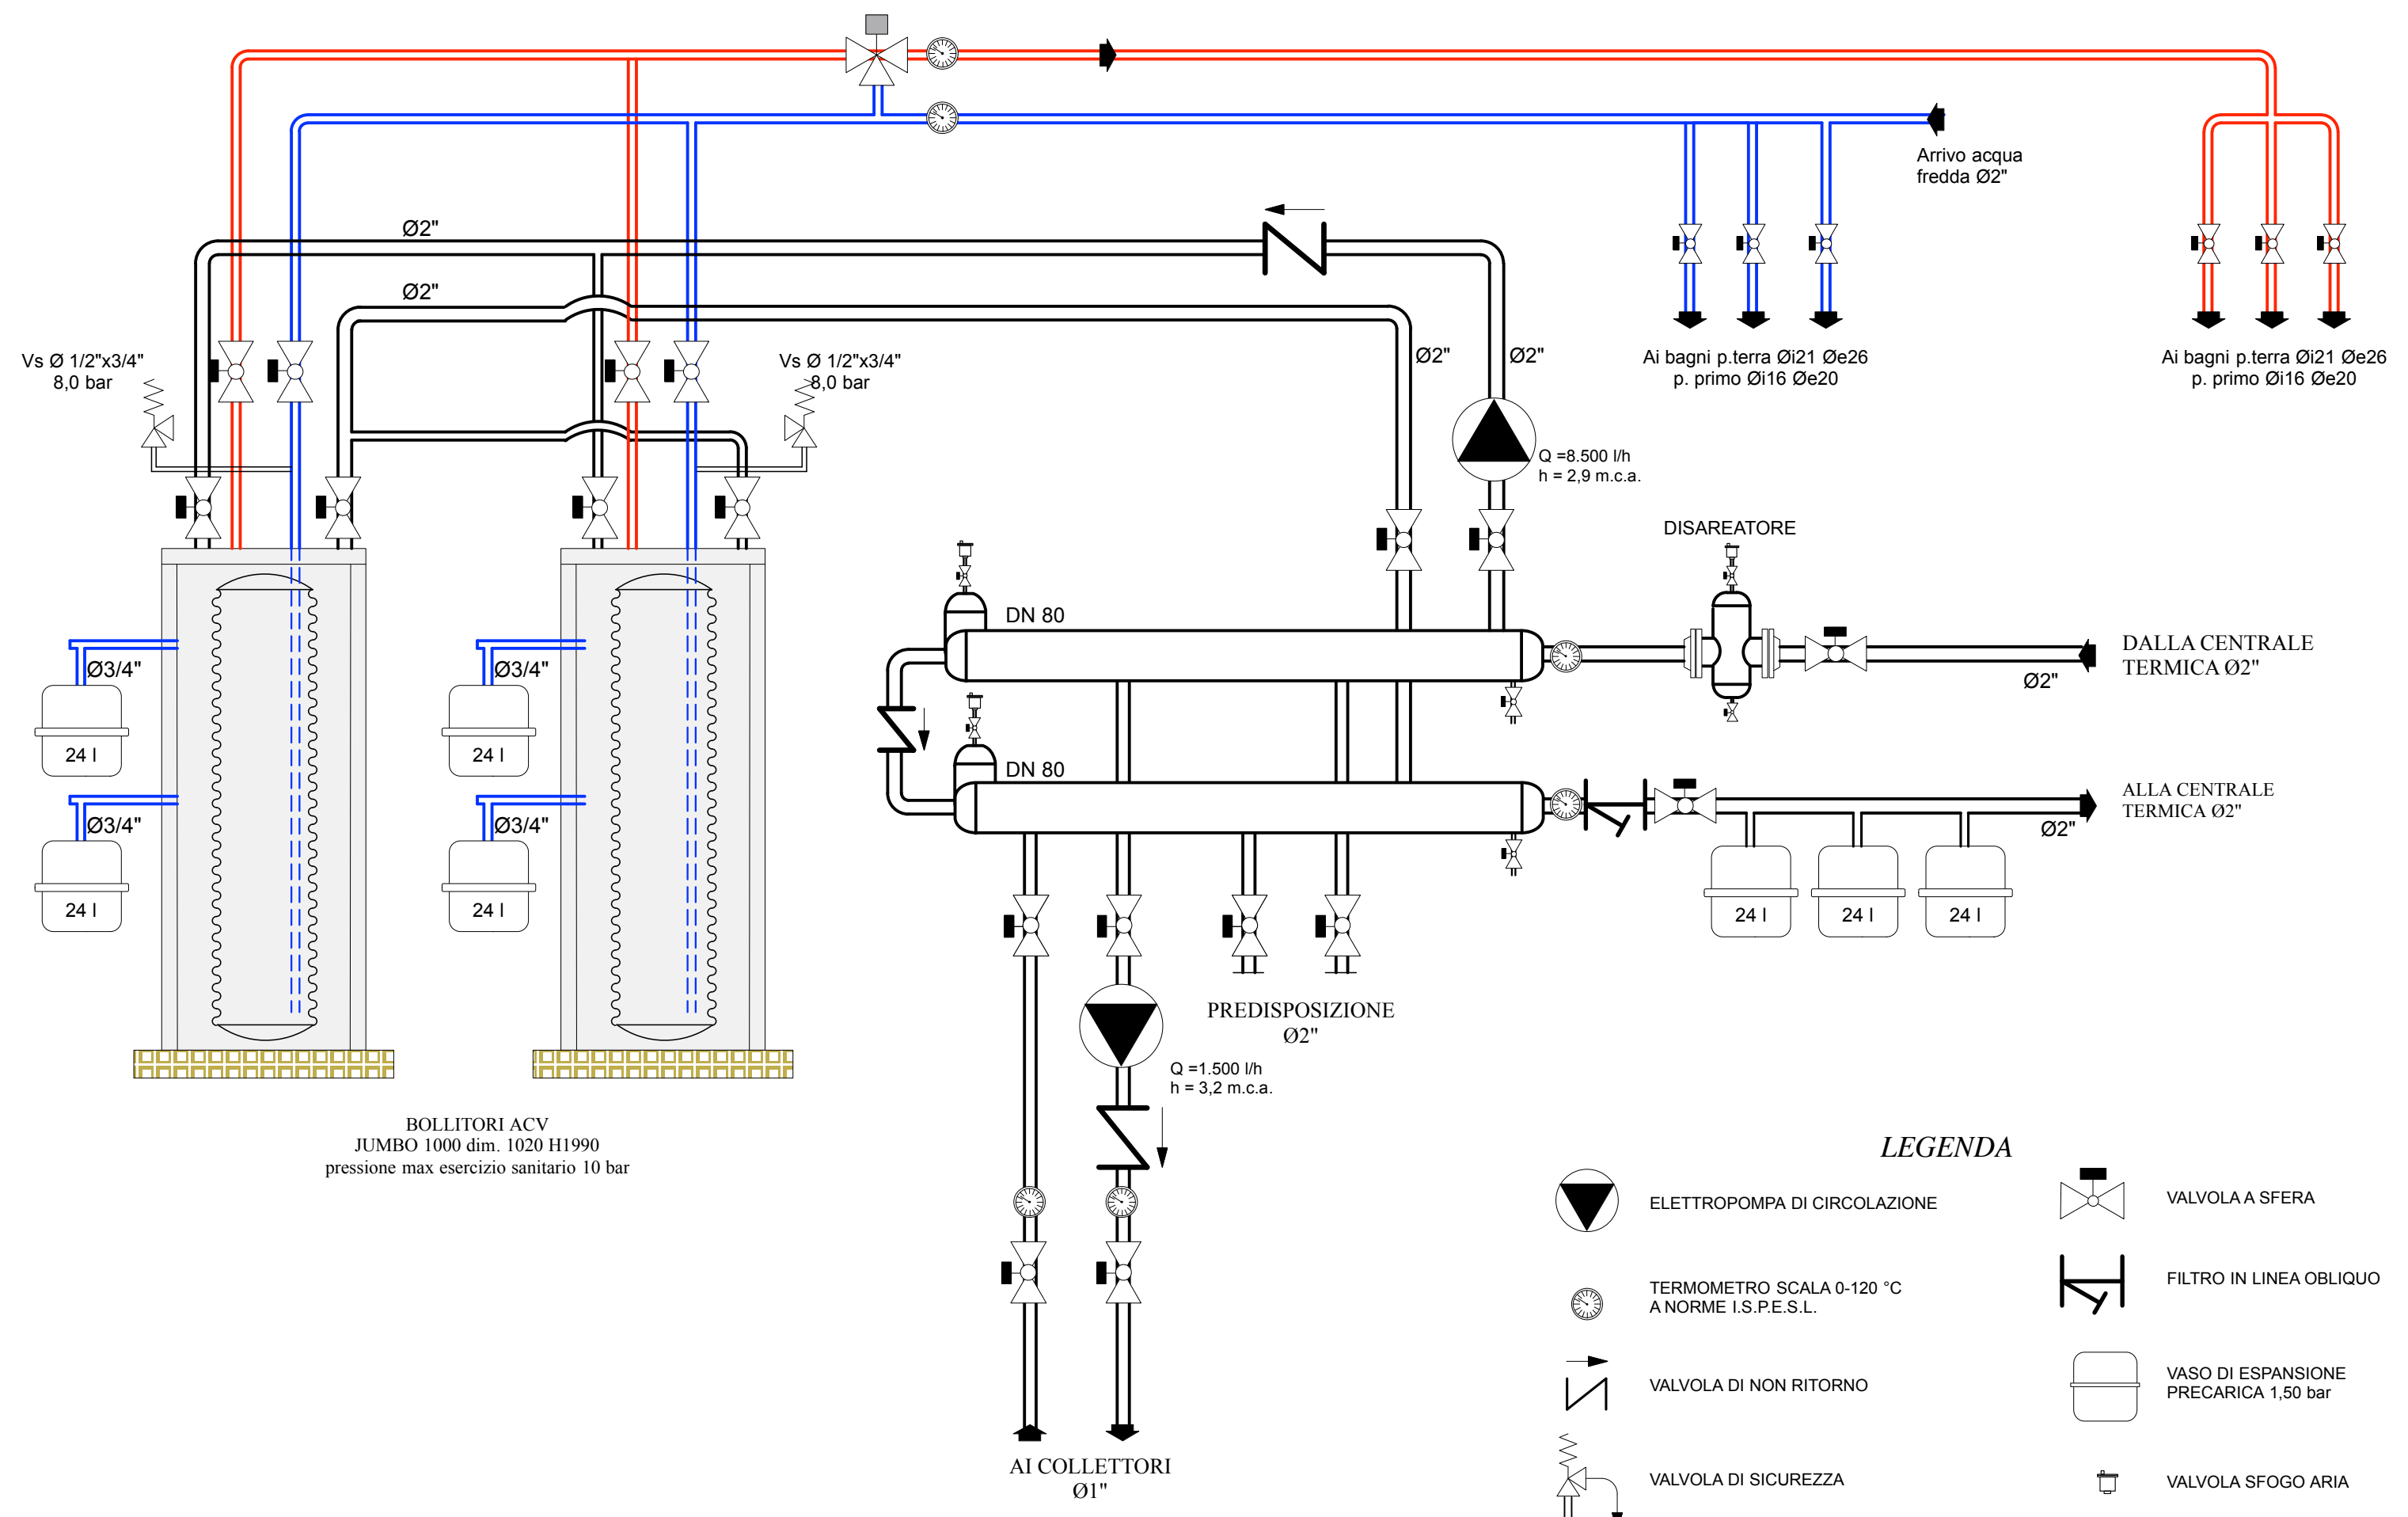 Arrivo acqua
fredda Ø2"
Ø2"
Ø2"
Vs Ø 1/2"x3/4"
8,0 bar
Vs Ø 1/2"x3/4"
8,0 bar
Ø2"
Ø2"
Ai bagni p.terra Øi21 Øe26
p. primo Øi16 Øe20
Ai bagni p.terra Øi21 Øe26
p. primo Øi16 Øe20
Q =8.500 l/h
h = 2,9 m.c.a.
DISAREATORE
DN 80
DALLA CENTRALE
TERMICA Ø2"
Ø2"
Ø3/4"
Ø3/4"
24 l
24 l
DN 80
ALLA CENTRALE
TERMICA Ø2"
Ø2"
Ø3/4"
Ø3/4"
24 l
24 l
24 l
24 l
24 l
PREDISPOSIZIONE
Ø2"
Q =1.500 l/h
h = 3,2 m.c.a.
BOLLITORI ACV
JUMBO 1000 dim. 1020 H1990
pressione max esercizio sanitario 10 bar
AI COLLETTORI
Ø1"
LEGENDA
ELETTROPOMPA DI CIRCOLAZIONE
VALVOLA A SFERA
TERMOMETRO SCALA 0-120 °C
A NORME I.S.P.E.S.L.
FILTRO IN LINEA OBLIQUO
VALVOLA DI NON RITORNO
VASO DI ESPANSIONE
PRECARICA 1,50 bar
VALVOLA DI SICUREZZA
VALVOLA SFOGO ARIA